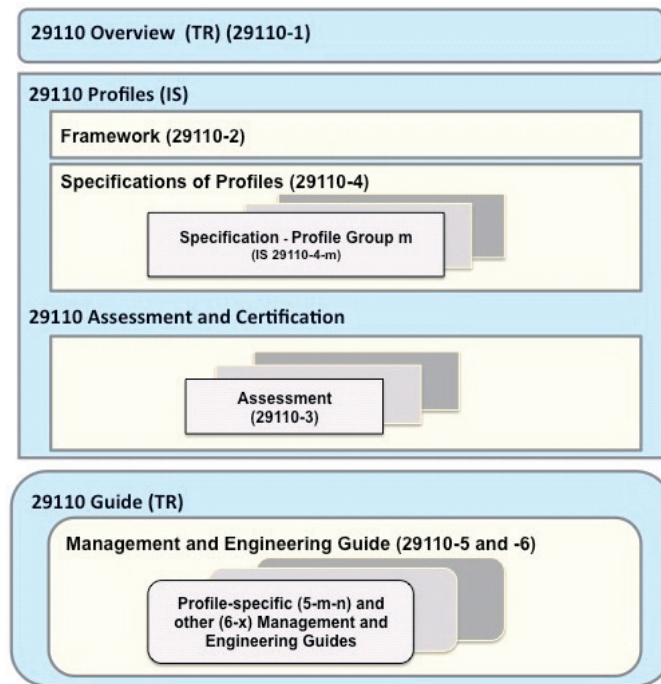 29110 Overview (TR) (29110-1)
29110 Profiles (IS)
Framework (29110-2)
Specifications of Profiles (29110-4)
Specification - Profile Group m
(IS 29110-4-m)
29110 Assessment and Certification
Assessment
(29110-3)
29110 Guide (TR)
Management and Engineering Guide (29110-5 and -6)
Profile-specific (5-m-n) and
other (6-x) Management and
Engineering Guides